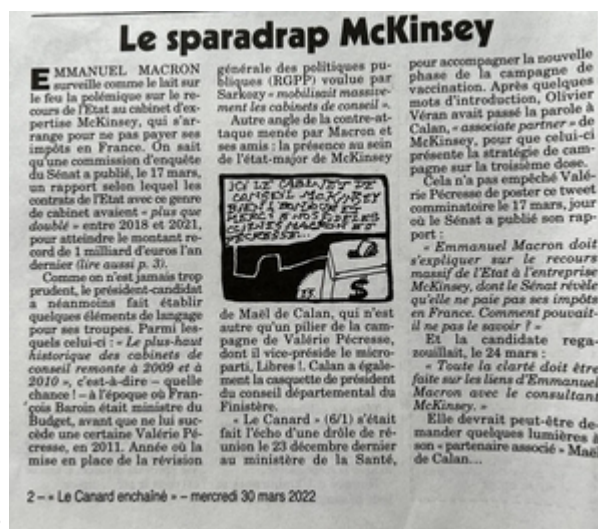 Le sparadrap McKinsey
EMMANUEL MACRON
surveille comme le lait sur
le feu la polémique sur le re-
cours de l'Etat au cabinet d'ex-
pertise McKinsey, qui s'ar-
range pour ne pas payer ses
impôts en France. On sait
qu'une commission d'enquête
du Sénat a publié, le 17 mars,
un rapport selon lequel les
contrats de l'Etat avec ce genre
de cabinet avaient « plus que
doublé » entre 2018 et 2021,
pour atteindre le montant re-
cord de 1 milliard d'euros l'an
dernier (lire aussi p. 3).
Comme on n'est jamais trop
prudent, le président-candidat
a néanmoins fait établir
quelques éléments de langage
pour ses troupes. Parmi les-
quels celui-ci : « Le plus-haut
historique des cabinets de
conseil remonte à 2009 et à
2010 », c'est-à-dire – quelle
chance ! – à l'époque où Fran-
çois Baroin était ministre du
Budget, avant que ne lui suc-
cède une certaine Valérie Pé-
cresse, en 2011. Année où la
mise en place de la révision
générale des politiques pu-
bliques (RGPP) voulue par
Sarkozy « mobilisait massive-
ment les cabinets de conseil ».
Autre angle de la contre-at-
taque menée par Macron et
ses amis : la présence au sein
de l'état-major de McKinsey
ICI LE CABINET DE
CONSEIL McKINSEY
BONJOUR ET
MERCI A NOS FIDELES
CLIENTS MACRON ET
PECRESSE...
$
de Maël de Calan, qui n'est
autre qu'un pilier de la cam-
pagne de Valérie Pécresse,
dont il vice-préside le micro-
parti, Libres !. Calan a égale-
ment la casquette de président
du conseil départemental du
Finistère.
« Le Canard » (6/1) s'était
fait l'écho d'une drôle de ré-
union le 23 décembre dernier
au ministère de la Santé,
pour accompagner la nouvelle
phase de la campagne de
vaccination. Après quelques
mots d'introduction, Olivier
Véran avait passé la parole à
Calan, « associate partner » de
McKinsey, pour que celui-ci
présente la stratégie de cam-
pagne sur la troisième dose.
Cela n'a pas empêché Valé-
rie Pécresse de poster ce tweet
comminatoire le 17 mars, jour
où le Sénat a publié son rap-
port :
« Emmanuel Macron doit
s'expliquer sur le recours
massif de l'Etat à l'entreprise
McKinsey, dont le Sénat révèle
qu'elle ne paie pas ses impôts
en France. Comment pouvait-
il ne pas le savoir ? »
Et la candidate rega-
zouillait, le 24 mars :
« Toute la clarté doit être
faite sur les liens d'Emmanuel
Macron avec le consultant
McKinsey. »
Elle devrait peut-être de-
mander quelques lumières à
son « partenaire associé » Maël
de Calan...
2 – « Le Canard enchaîné » – mercredi 30 mars 2022